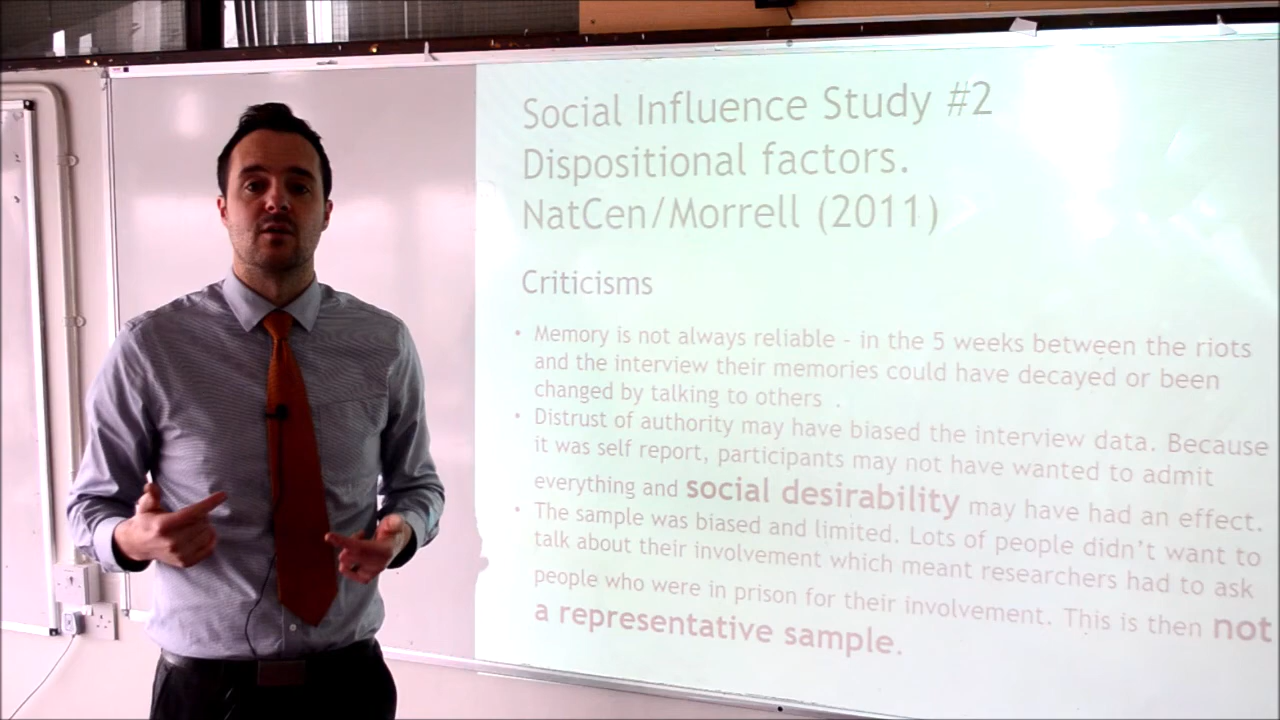 Social Influence Study #2
Dispositional factors.
NatCen/Morrell (2011)
Criticisms
• Memory is not always reliable - in the 5 weeks between the riots
and the interview their memories could have decayed or been
changed by talking to others .
• Distrust of authority may have biased the interview data. Because
it was self report, participants may not have wanted to admit
everything and social desirability may have had an effect.
• The sample was biased and limited. Lots of people didn't want to
talk about their involvement which meant researchers had to ask
people who were in prison for their involvement. This is then not
a representative sample.